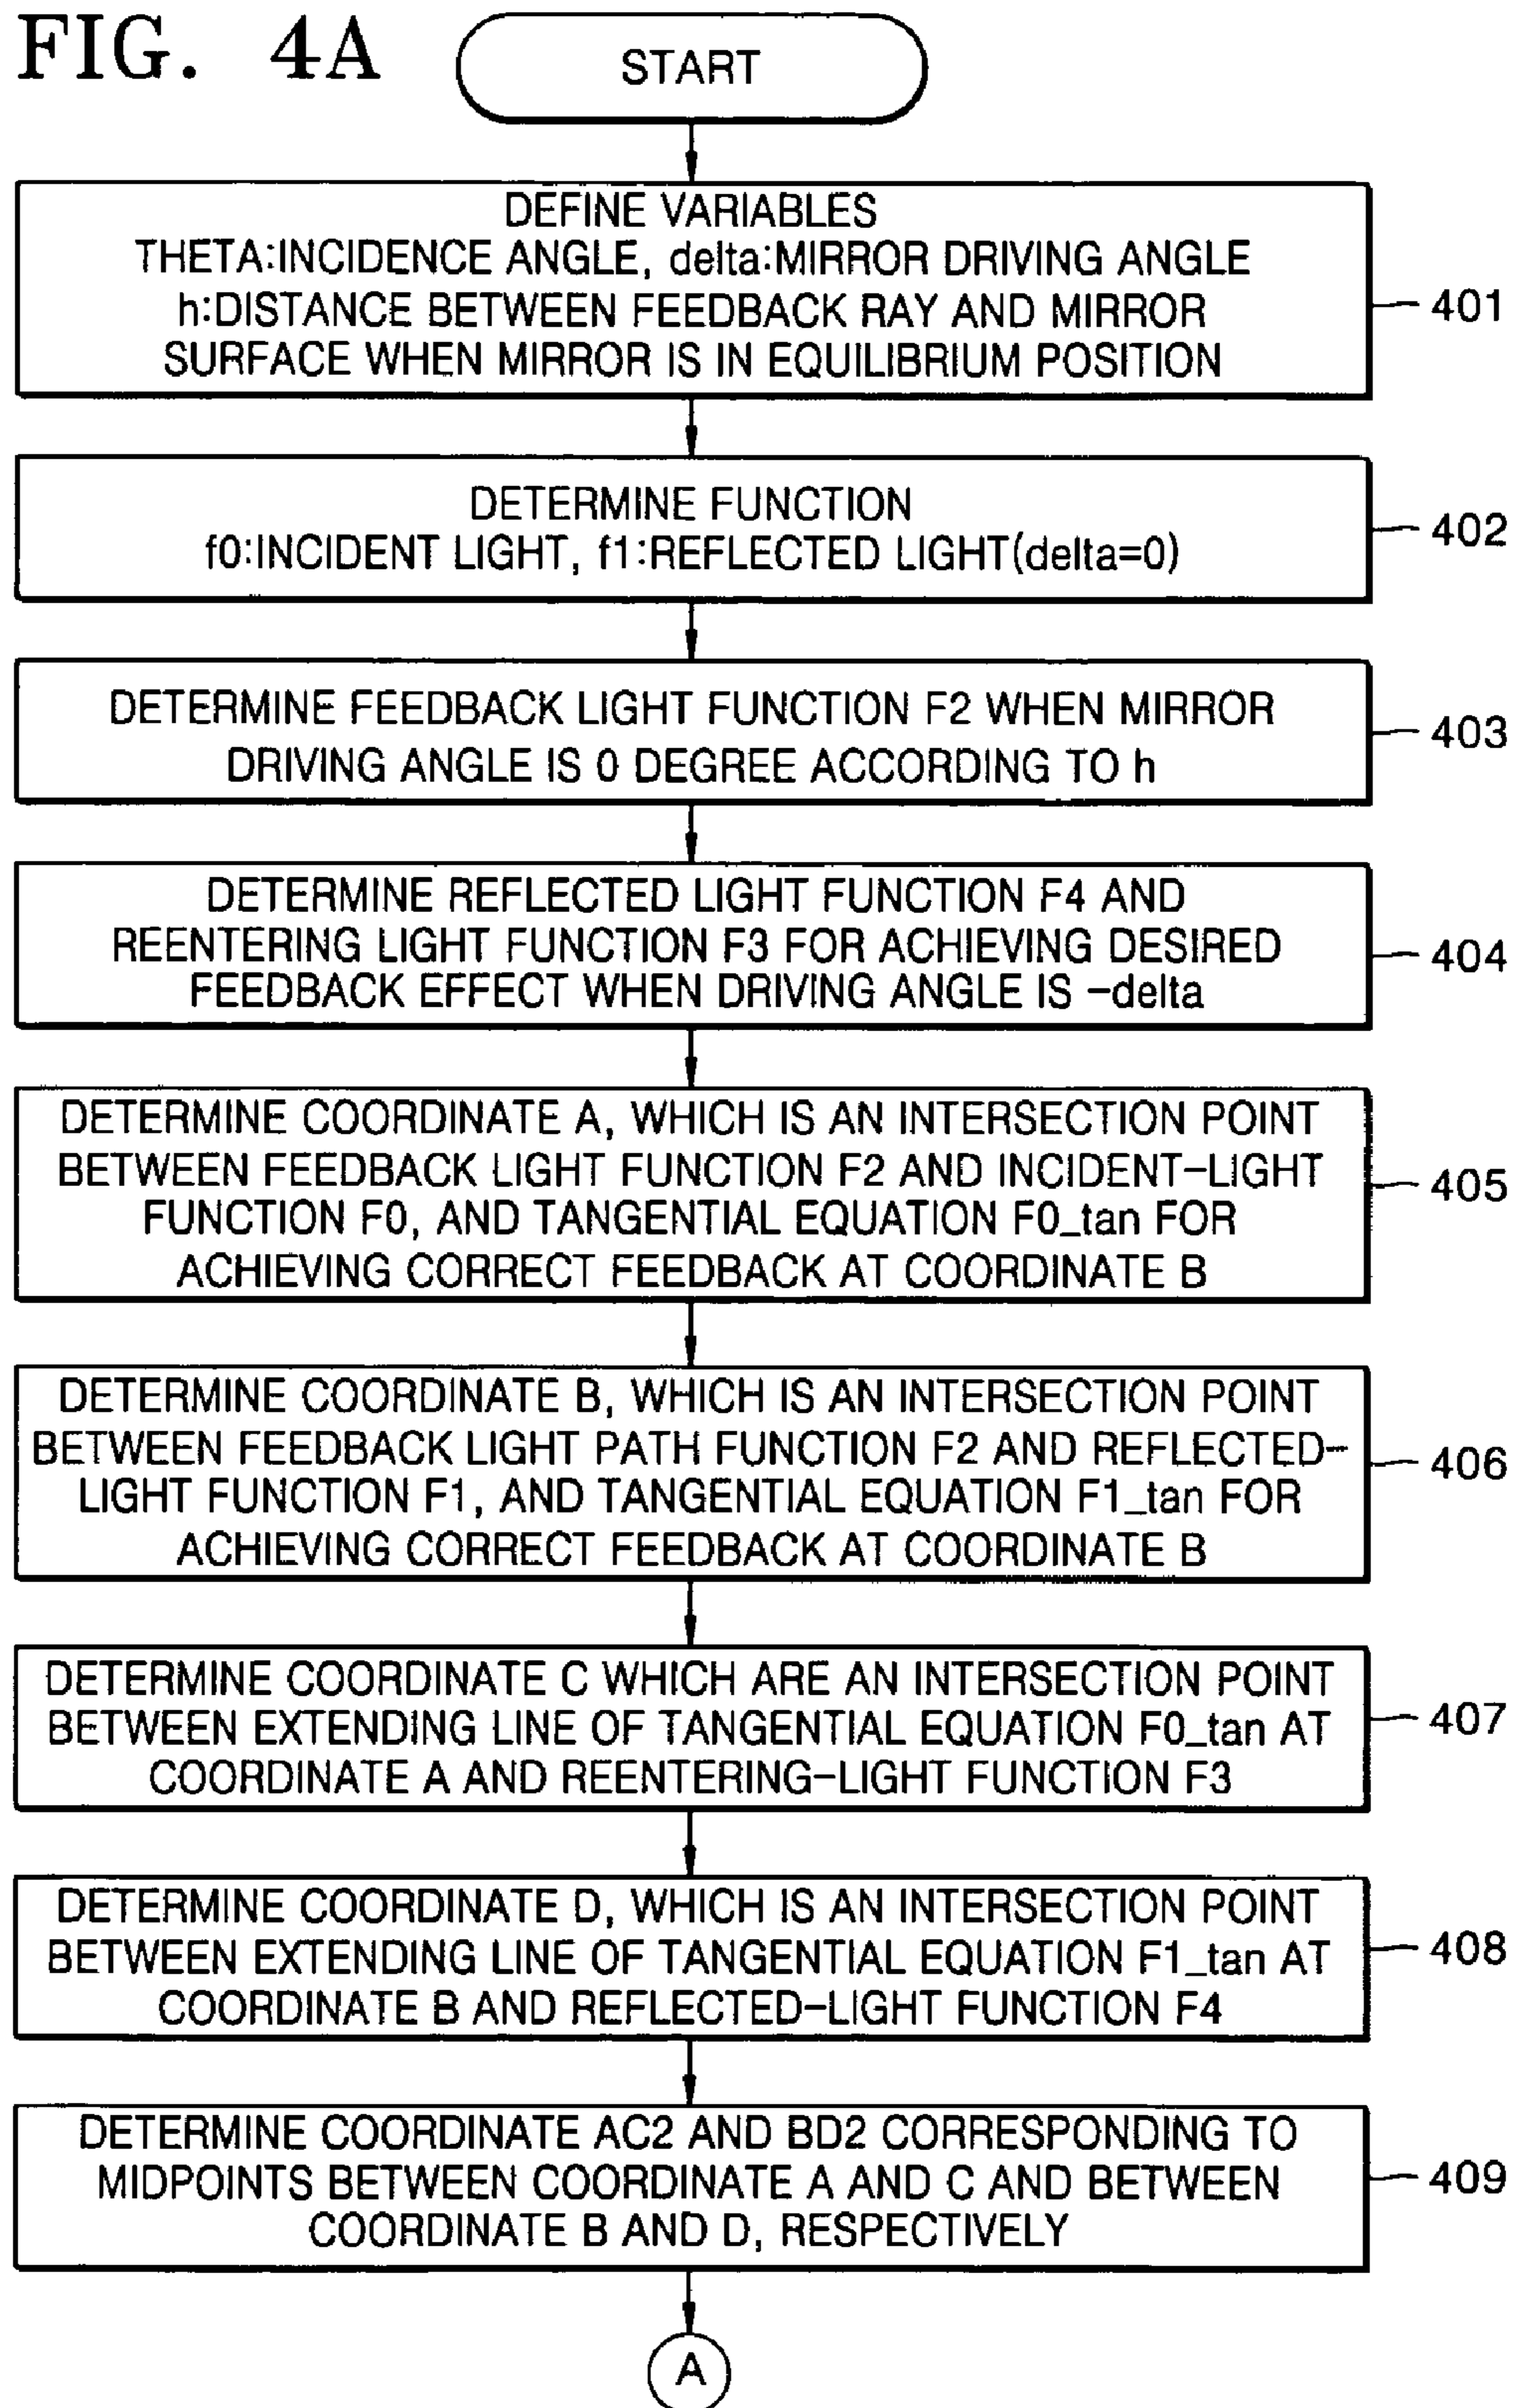 FIG. 4A
START
DEFINE VARIABLES
THETA:INCIDENCE ANGLE, delta:MIRROR DRIVING ANGLE
h:DISTANCE BETWEEN FEEDBACK RAY AND MIRROR
SURFACE WHEN MIRROR IS IN EQUILIBRIUM POSITION
401
DETERMINE FUNCTION
f0:INCIDENT LIGHT, f1:REFLECTED LIGHT(delta=0)
402
DETERMINE FEEDBACK LIGHT FUNCTION F2 WHEN MIRROR
DRIVING ANGLE IS 0 DEGREE ACCORDING TO h
403
DETERMINE REFLECTED LIGHT FUNCTION F4 AND
REENTERING LIGHT FUNCTION F3 FOR ACHIEVING DESIRED
FEEDBACK EFFECT WHEN DRIVING ANGLE IS -delta
404
DETERMINE COORDINATE A, WHICH IS AN INTERSECTION POINT
BETWEEN FEEDBACK LIGHT FUNCTION F2 AND INCIDENT-LIGHT
FUNCTION F0, AND TANGENTIAL EQUATION F0_tan FOR
ACHIEVING CORRECT FEEDBACK AT COORDINATE B
405
DETERMINE COORDINATE B, WHICH IS AN INTERSECTION POINT
BETWEEN FEEDBACK LIGHT PATH FUNCTION F2 AND REFLECTED-
LIGHT FUNCTION F1, AND TANGENTIAL EQUATION F1_tan FOR
ACHIEVING CORRECT FEEDBACK AT COORDINATE B
406
DETERMINE COORDINATE C WHICH ARE AN INTERSECTION POINT
BETWEEN EXTENDING LINE OF TANGENTIAL EQUATION F0_tan AT
COORDINATE A AND REENTERING-LIGHT FUNCTION F3
407
DETERMINE COORDINATE D, WHICH IS AN INTERSECTION POINT
BETWEEN EXTENDING LINE OF TANGENTIAL EQUATION F1_tan AT
COORDINATE B AND REFLECTED-LIGHT FUNCTION F4
408
DETERMINE COORDINATE AC2 AND BD2 CORRESPONDING TO
MIDPOINTS BETWEEN COORDINATE A AND C AND BETWEEN
COORDINATE B AND D, RESPECTIVELY
409
A